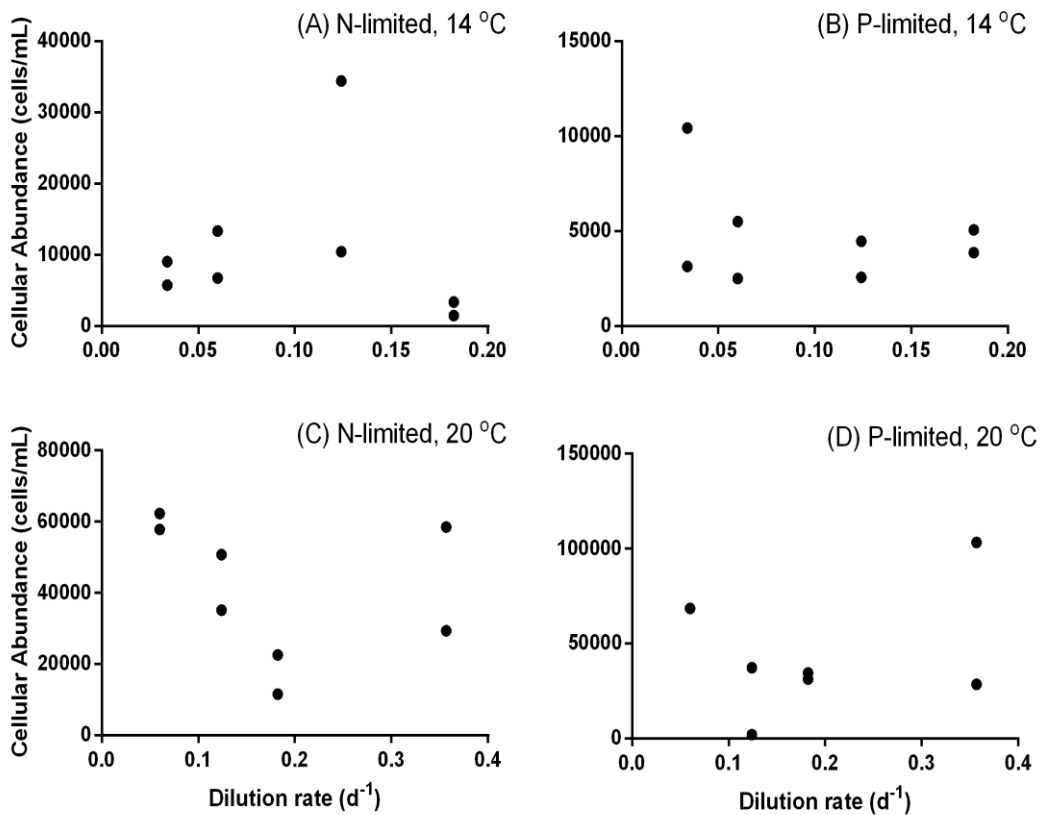 (A) N-limited, 14 °C
Cellular Abundance (cells/mL)
40000
30000
20000
10000
0
0.00 0.05 0.10 0.15 0.20
(B) P-limited, 14 °C
15000
10000
5000
0
0.00 0.05 0.10 0.15 0.20
(C) N-limited, 20 °C
Cellular Abundance (cells/mL)
80000
60000
40000
20000
0
0.0 0.1 0.2 0.3 0.4
Dilution rate (d⁻¹)
(D) P-limited, 20 °C
150000
100000
50000
0
0.0 0.1 0.2 0.3 0.4
Dilution rate (d⁻¹)